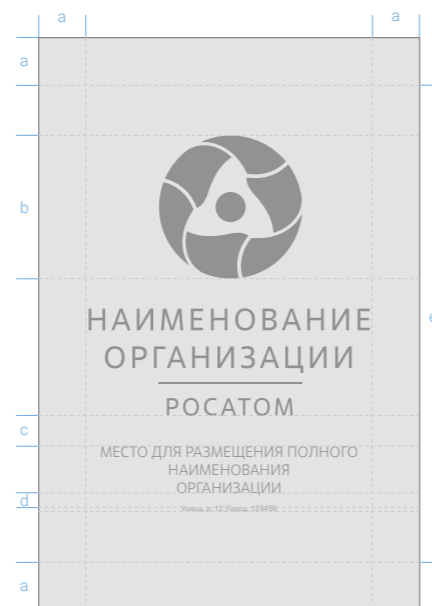 a a
a
b
НАИМЕНОВАНИЕ
ОРГАНИЗАЦИИ
РОСАТОМ
c
МЕСТО ДЛЯ РАЗМЕЩЕНИЯ ПОЛНОГО
НАИМЕНОВАНИЯ
ОРГАНИЗАЦИИ
d
Улица, д. 12, Город, 123456
a